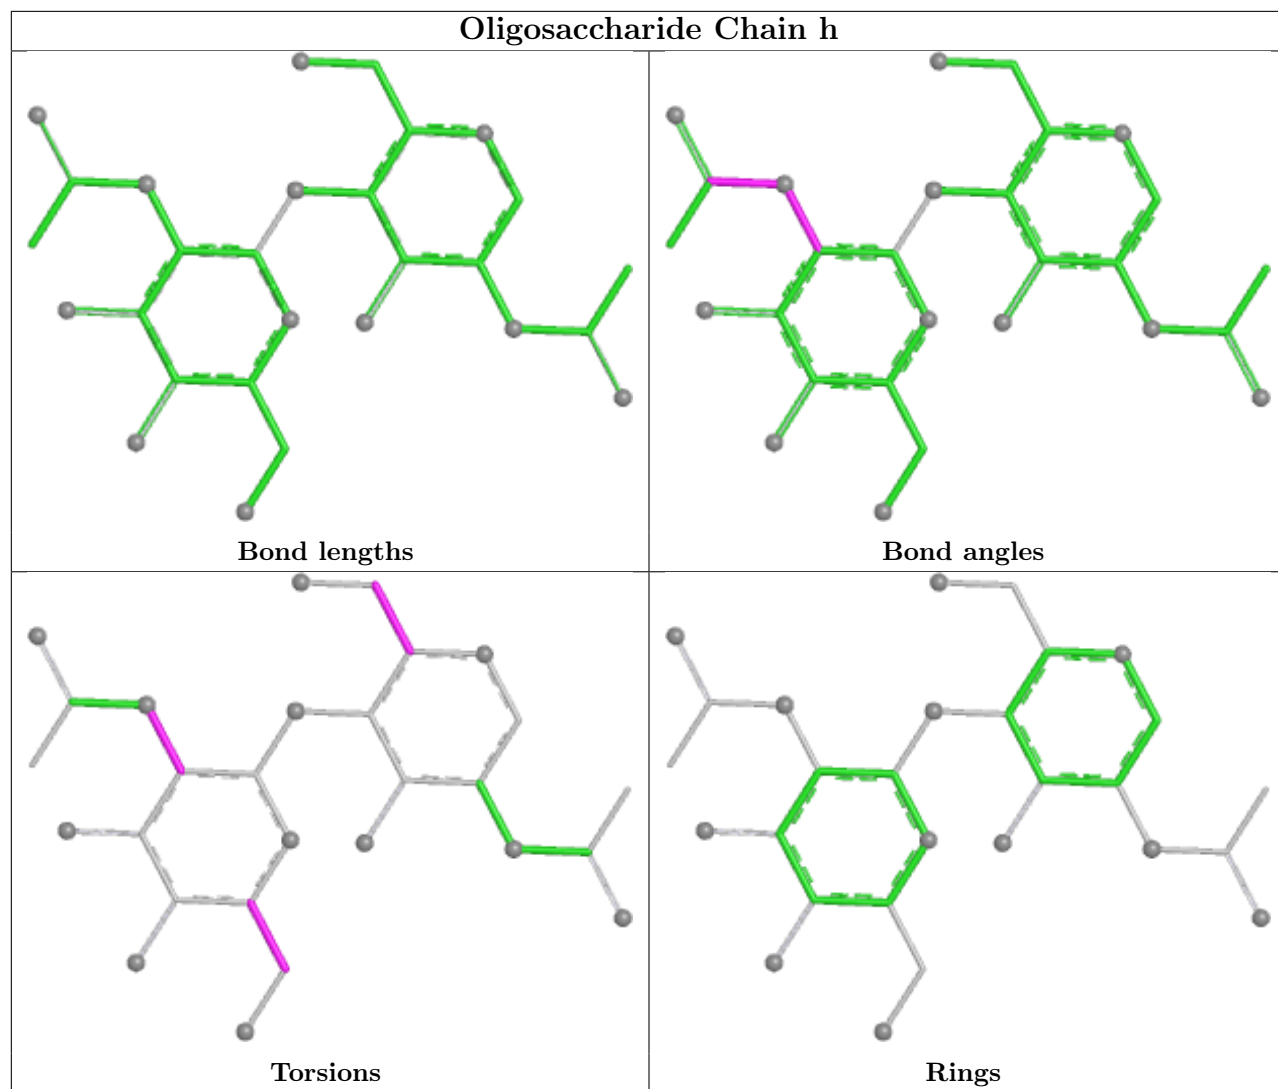 Oligosaccharide Chain h
Bond lengths
Bond angles
Torsions
Rings